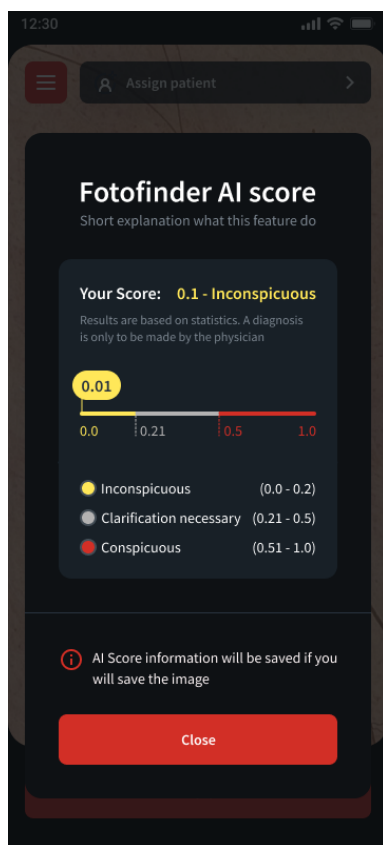 12:30
Assign patient
Fotofinder AI score
Short explanation what this feature do
Your Score: 0.1 - Inconspicuous
Results are based on statistics. A diagnosis
is only to be made by the physician
0.01
0.0 0.21 0.5 1.0
Inconspicuous (0.0 - 0.2)
Clarification necessary (0.21 - 0.5)
Conspicuous (0.51 - 1.0)
AI Score information will be saved if you
will save the image
Close